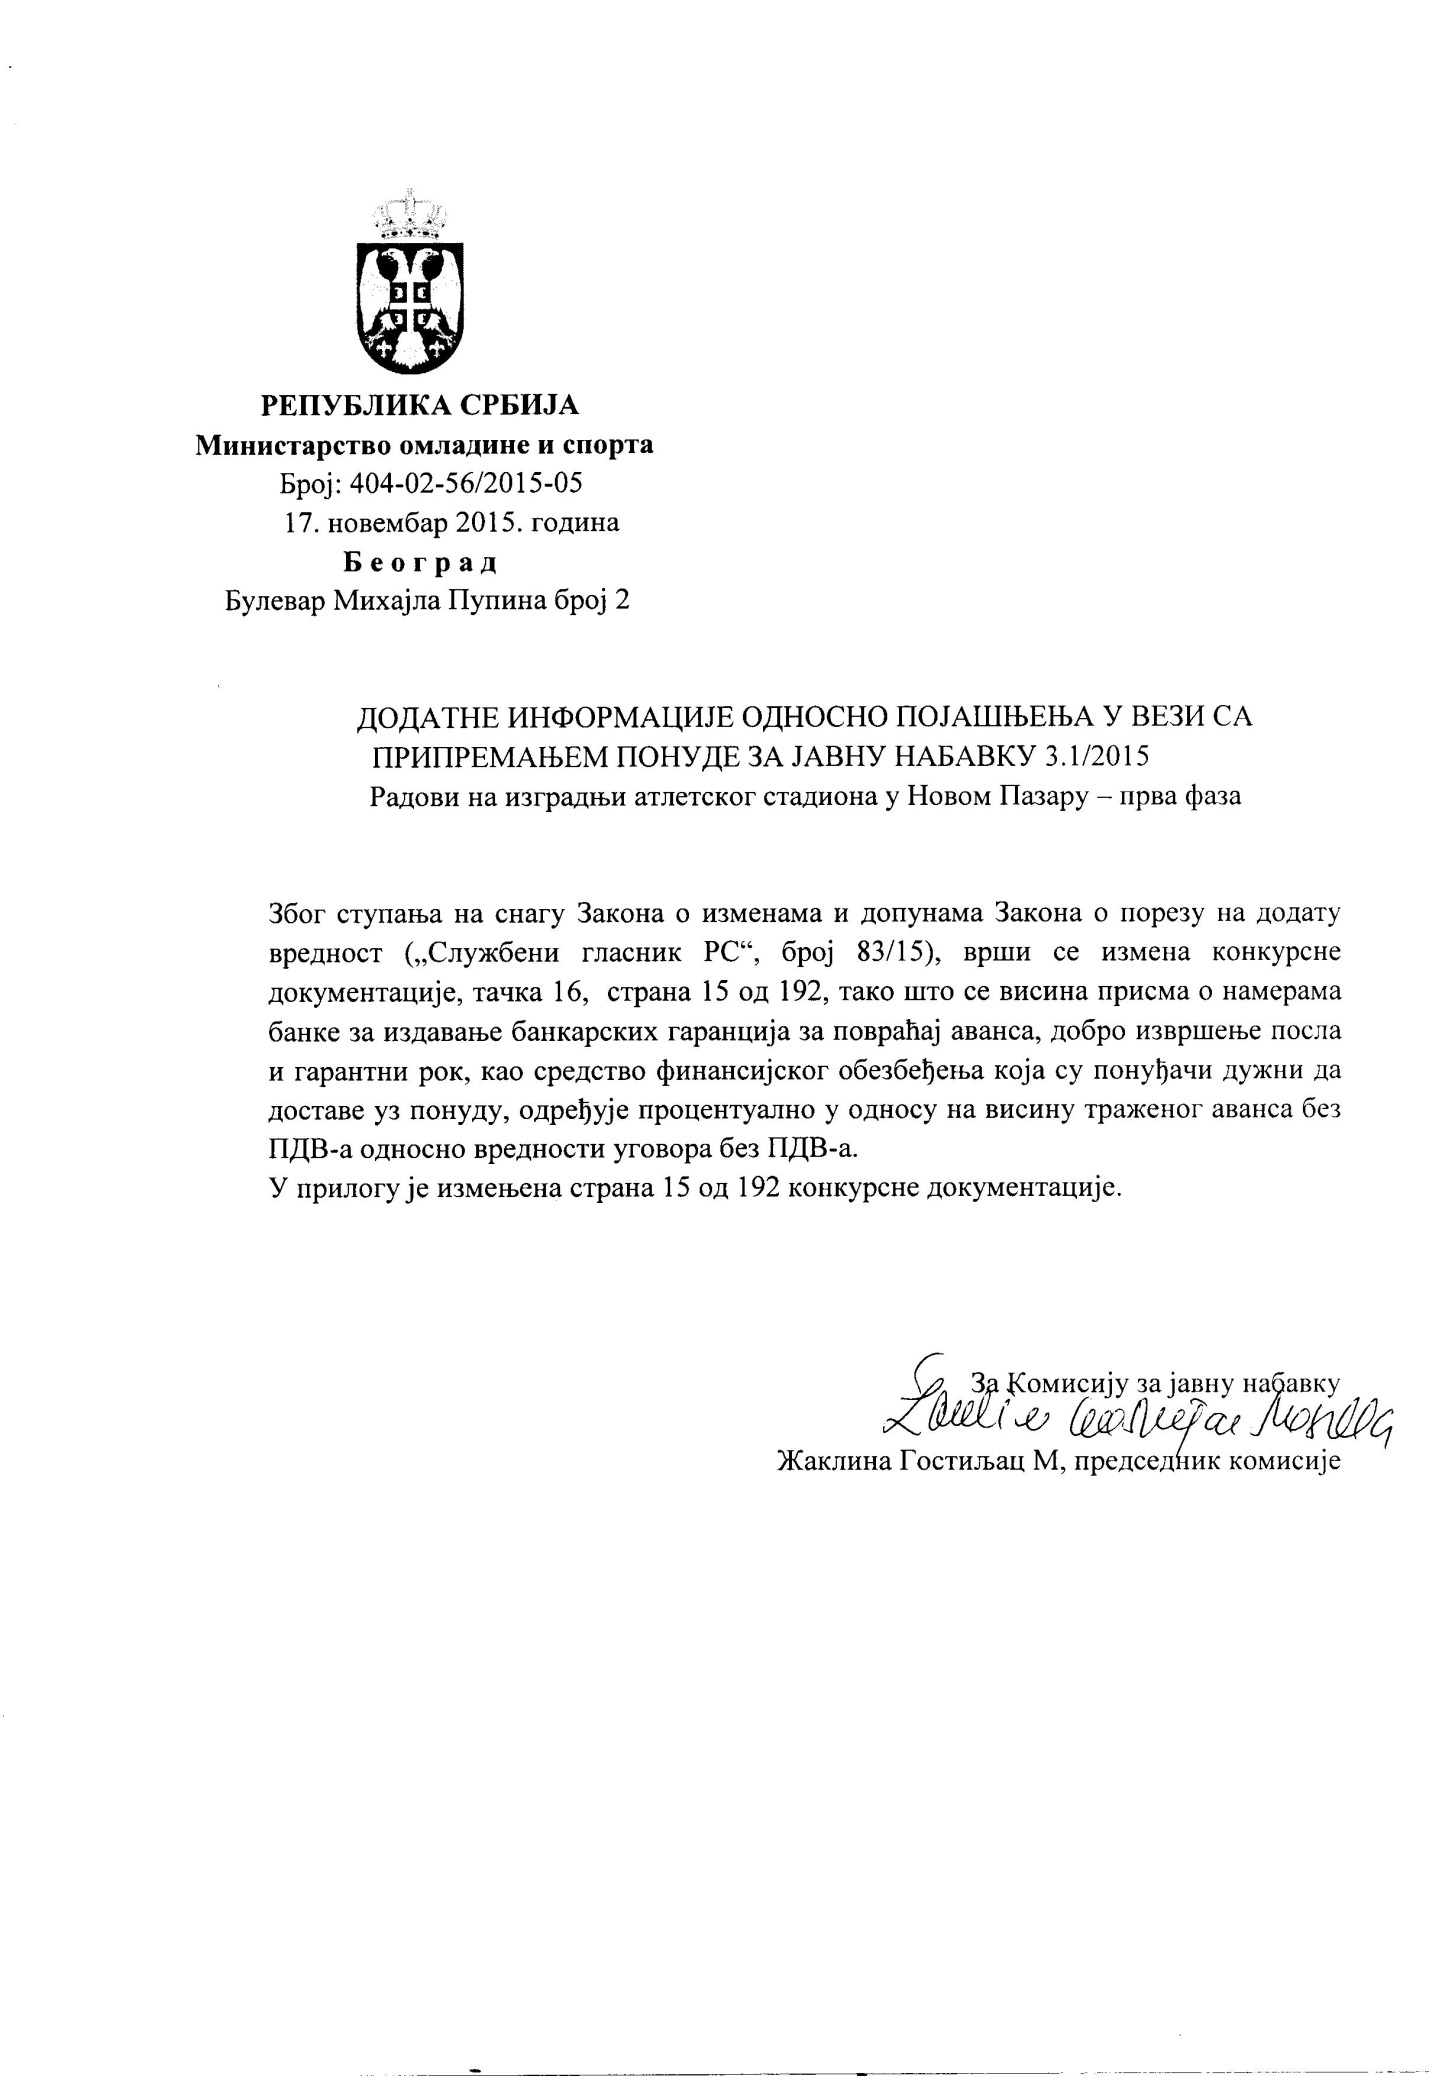 РЕПУБЛИКА СРБИЈА
Министарство омладине и спорта
Број: 404-02-56/2015-05
17. новембар 2015. година
Б е о г р а д
Булевар Михајла Пупина број 2
ДОДАТНЕ ИНФОРМАЦИЈЕ ОДНОСНО ПОЈАШЊЕЊА У ВЕЗИ СА
ПРИПРЕМАЊЕМ ПОНУДЕ ЗА ЈАВНУ НАБАВКУ 3.1/2015
Радови на изградњи атлетског стадиона у Новом Пазару – прва фаза
Због ступања на снагу Закона о изменама и допунама Закона о порезу на додату
вредност („Службени гласник РС“, број 83/15), врши се измена конкурсне
документације, тачка 16, страна 15 од 192, тако што се висина присма о намерама
банке за издавање банкарских гаранција за повраћај аванса, добро извршење посла
и гарантни рок, као средство финансијског обезбеђења која су понуђачи дужни да
доставе уз понуду, одређује процентуално у односу на висину траженог аванса без
ПДВ-а односно вредности уговора без ПДВ-а.
У прилогу је измењена страна 15 од 192 конкурсне документације.
За Комисију за јавну набавку
Жаклина Гостиљац М, председник комисије